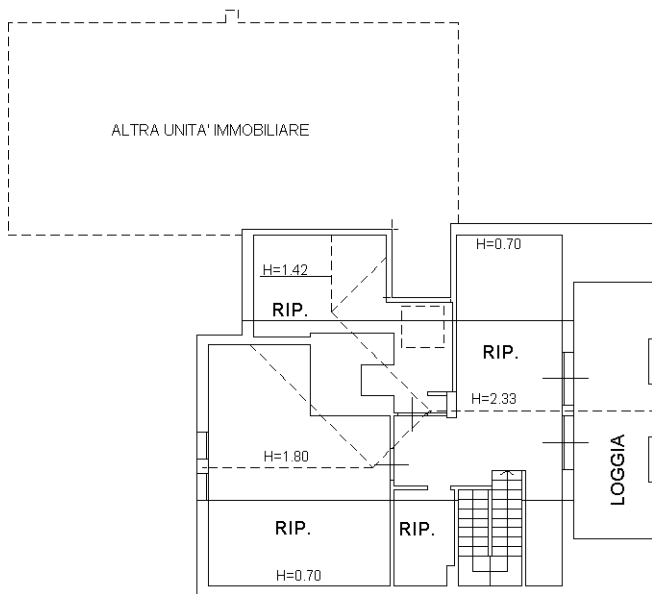 ALTRA UNITA' IMMOBILIARE
H=0.70
H=1.42
RIP.
RIP.
H=2.33
H=1.80
LOGGIA
RIP.
RIP.
H=0.70